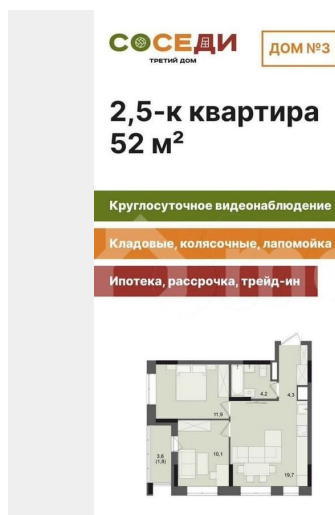 СОСЕДИ
ТРЕТИЙ ДОМ
ДОМ №3
2,5-к квартира
52 м²
Круглосуточное видеонаблюдение
Кладовые, колясочные, лапомойка
Ипотека, рассрочка, трейд-ин
11,9
4,2
4,3
3,6
(1,8)
10,1
19,7